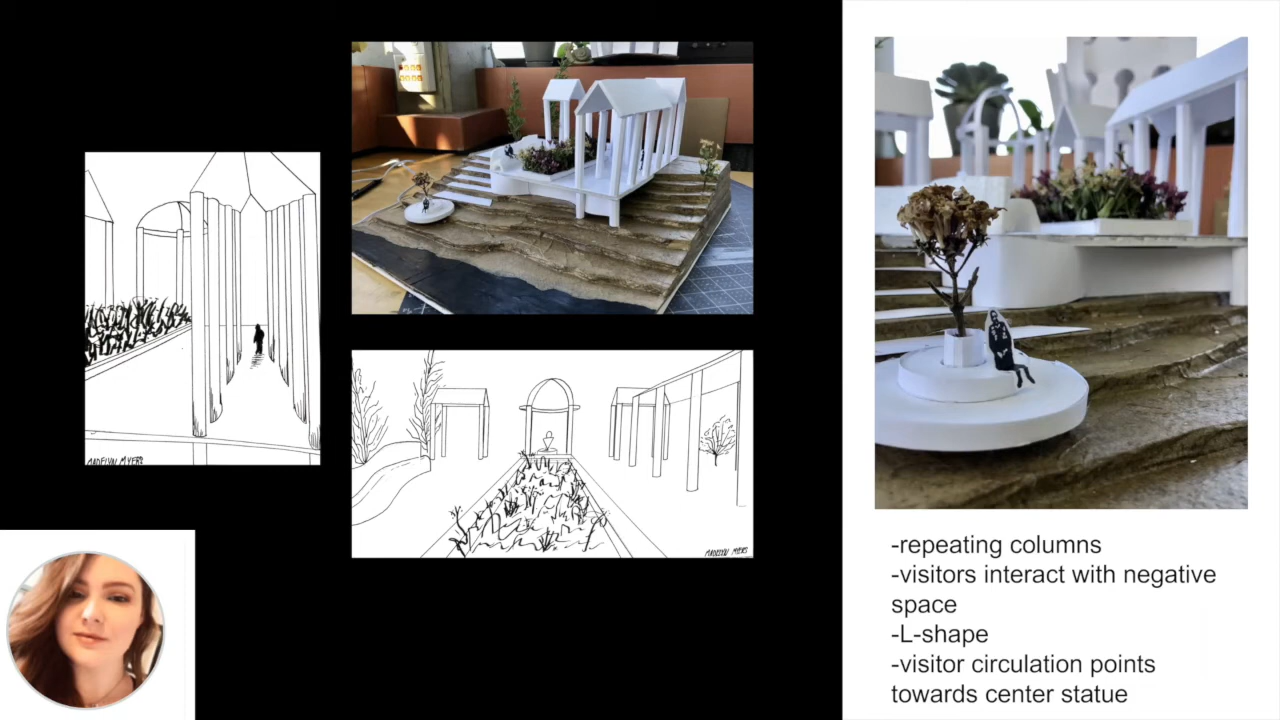 MADELYN MYERS
MADELYN MYERS
-repeating columns
-visitors interact with negative
space
-L-shape
-visitor circulation points
towards center statue